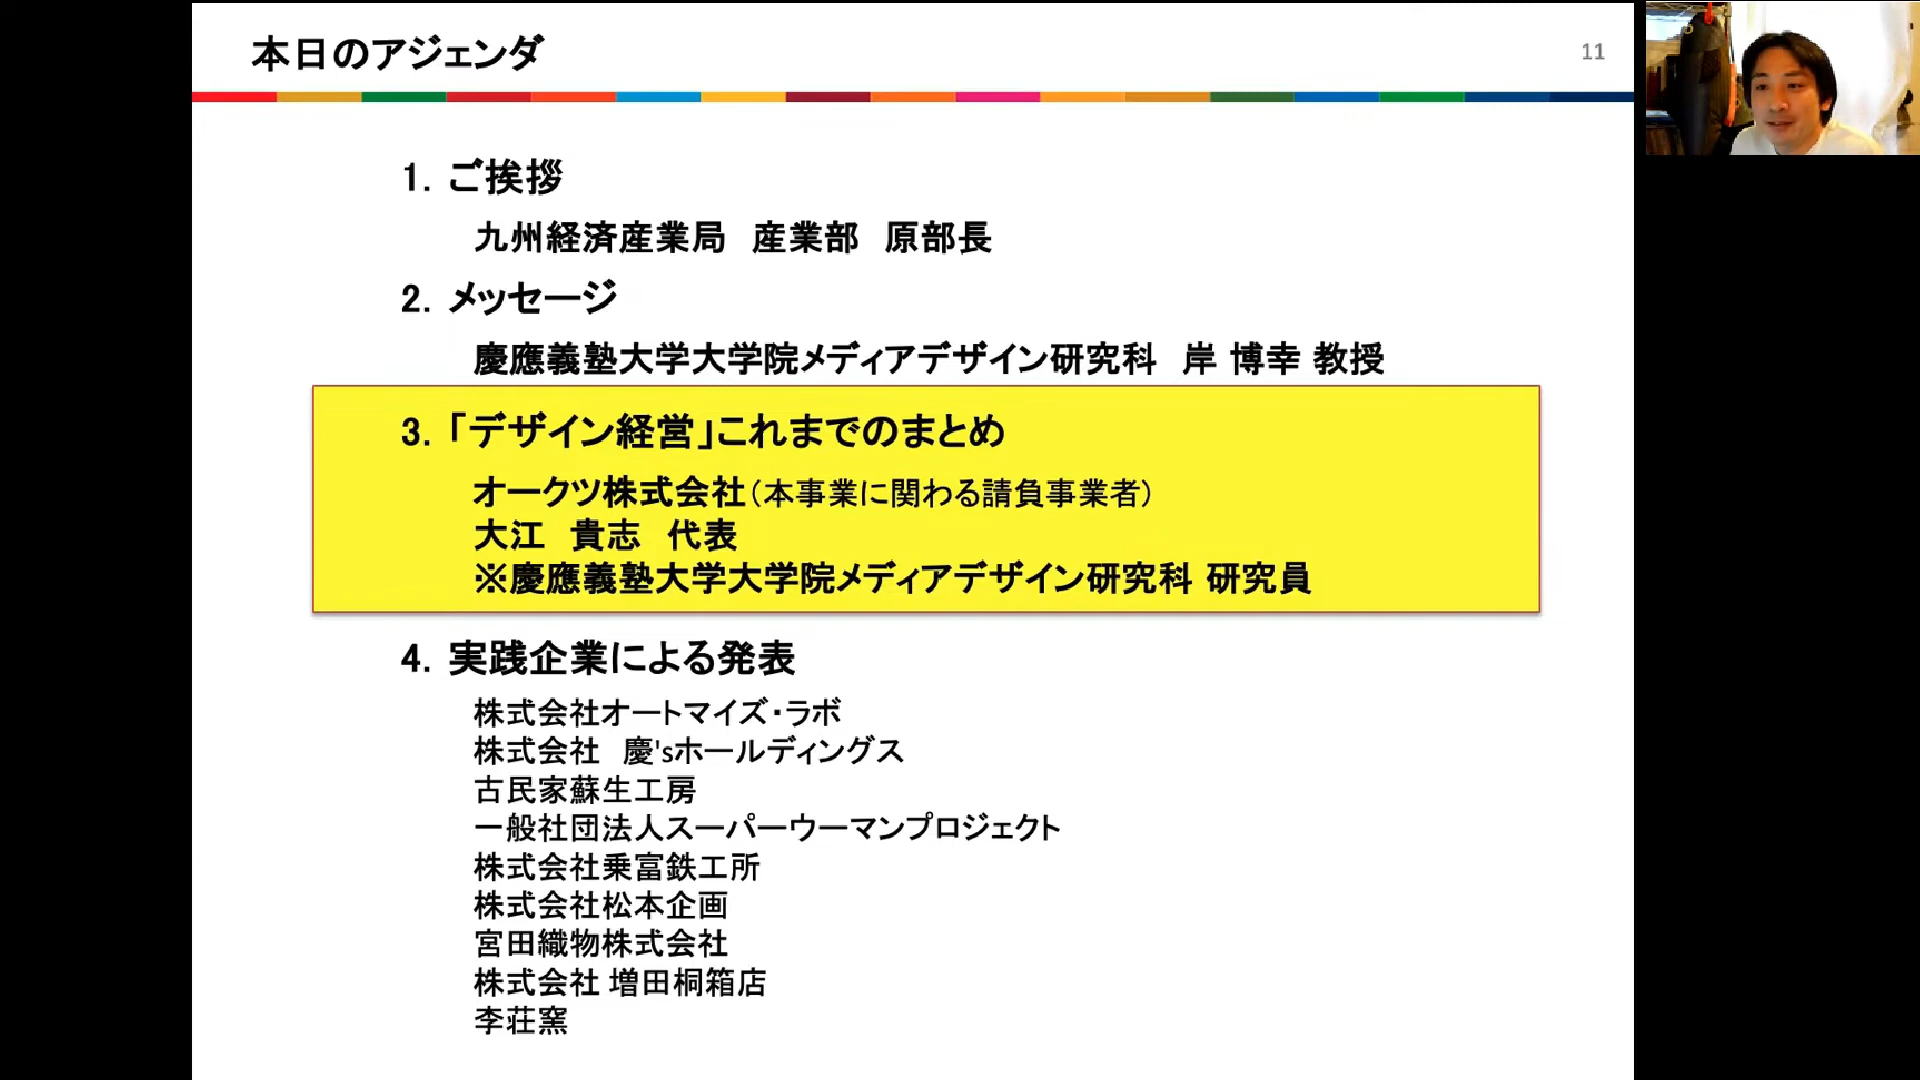 本日のアジェンダ
11
1. ご挨拶
九州経済産業局　産業部　原部長
2. メッセージ
慶應義塾大学大学院メディアデザイン研究科　岸 博幸 教授
3. 「デザイン経営」これまでのまとめ
オークツ株式会社（本事業に関わる請負事業者）
大江　貴志　代表
※慶應義塾大学大学院メディアデザイン研究科 研究員
4. 実践企業による発表
株式会社オートマイズ・ラボ
株式会社　慶'sホールディングス
古民家蘇生工房
一般社団法人スーパーウーマンプロジェクト
株式会社乗富鉄工所
株式会社松本企画
宮田織物株式会社
株式会社 増田桐箱店
李荘窯